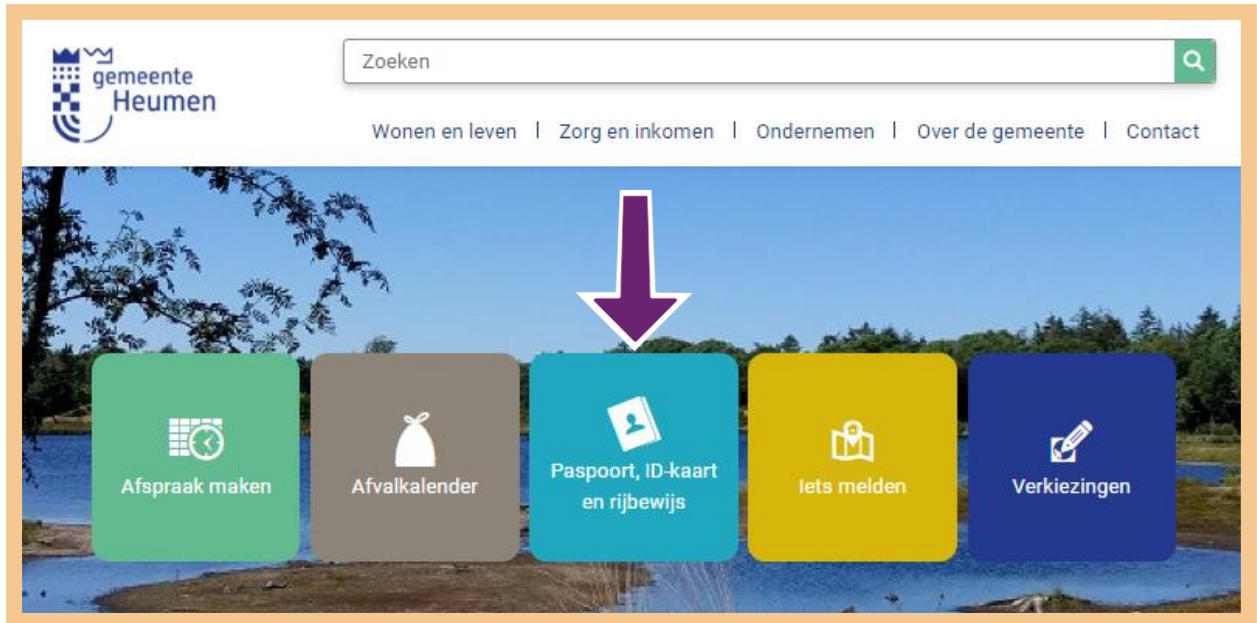 gemeente
Heumen
Zoeken
Wonen en leven | Zorg en inkomen | Ondernemen | Over de gemeente | Contact
Afspraak maken
Afvalkalender
Paspoort, ID-kaart
en rijbewijs
Iets melden
Verkiezingen